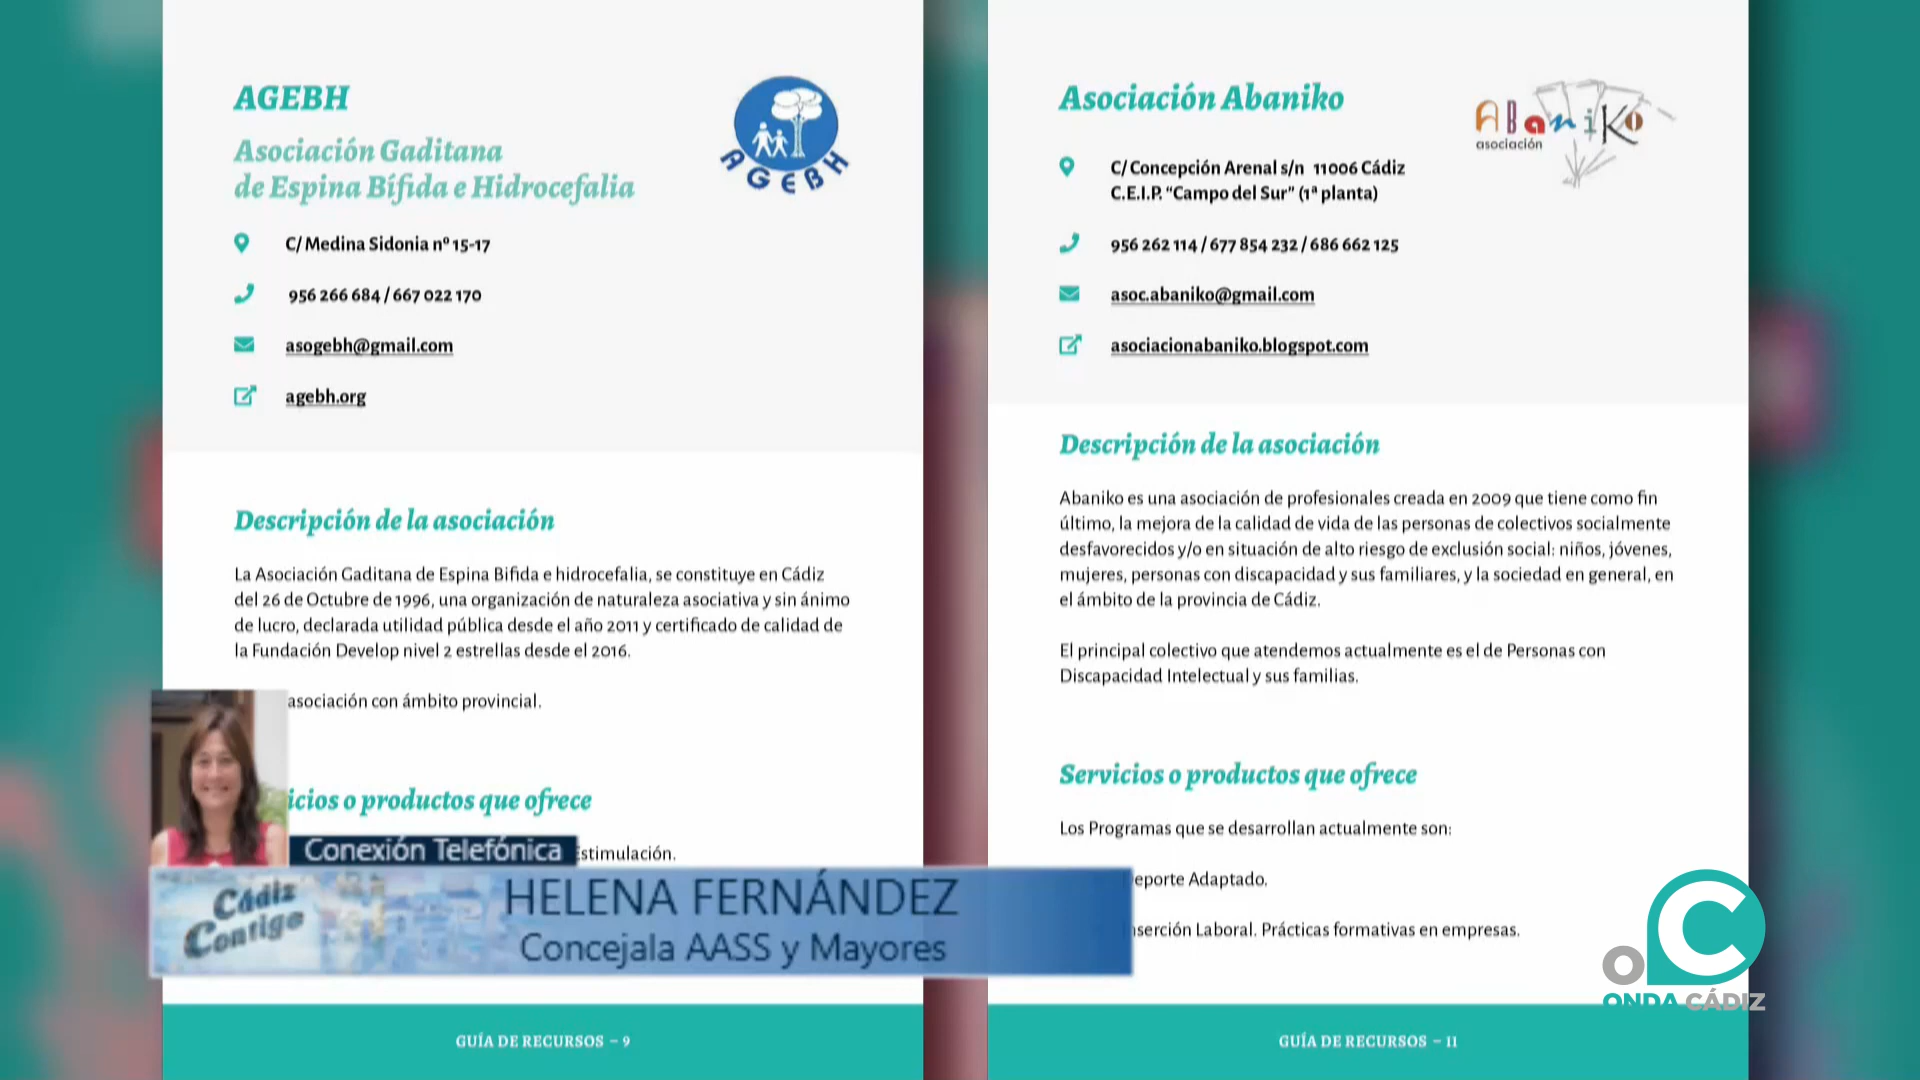 AGEBH
Asociación Gaditana
de Espina Bífida e Hidrocefalia
AGEBH
C/ Medina Sidonia nº 15-17
956 266 684 / 667 022 170
asogebh@gmail.com
agebh.org
Descripción de la asociación
La Asociación Gaditana de Espina Bifida e hidrocefalia, se constituye en Cádiz
del 26 de Octubre de 1996, una organización de naturaleza asociativa y sin ánimo
de lucro, declarada utilidad pública desde el año 2011 y certificado de calidad de
la Fundación Develop nivel 2 estrellas desde el 2016.
asociación con ámbito provincial.
icios o productos que ofrece
stimulación.
GUÍA DE RECURSOS – 9
Asociación Abaniko
ABaniKo
asociación
C/ Concepción Arenal s/n 11006 Cádiz
C.E.I.P. “Campo del Sur” (1ª planta)
956 262 114 / 677 854 232 / 686 662 125
asoc.abaniko@gmail.com
asociacionabaniko.blogspot.com
Descripción de la asociación
Abaniko es una asociación de profesionales creada en 2009 que tiene como fin
último, la mejora de la calidad de vida de las personas de colectivos socialmente
desfavorecidos y/o en situación de alto riesgo de exclusión social: niños, jóvenes,
mujeres, personas con discapacidad y sus familiares, y la sociedad en general, en
el ámbito de la provincia de Cádiz.
El principal colectivo que atendemos actualmente es el de Personas con
Discapacidad Intelectual y sus familias.
Servicios o productos que ofrece
Los Programas que se desarrollan actualmente son:
eporte Adaptado.
nserción Laboral. Prácticas formativas en empresas.
GUÍA DE RECURSOS – 11
Conexión Telefónica
Cádiz
Contigo
HELENA FERNÁNDEZ
Concejala AASS y Mayores
OC
ONDA CÁDIZ